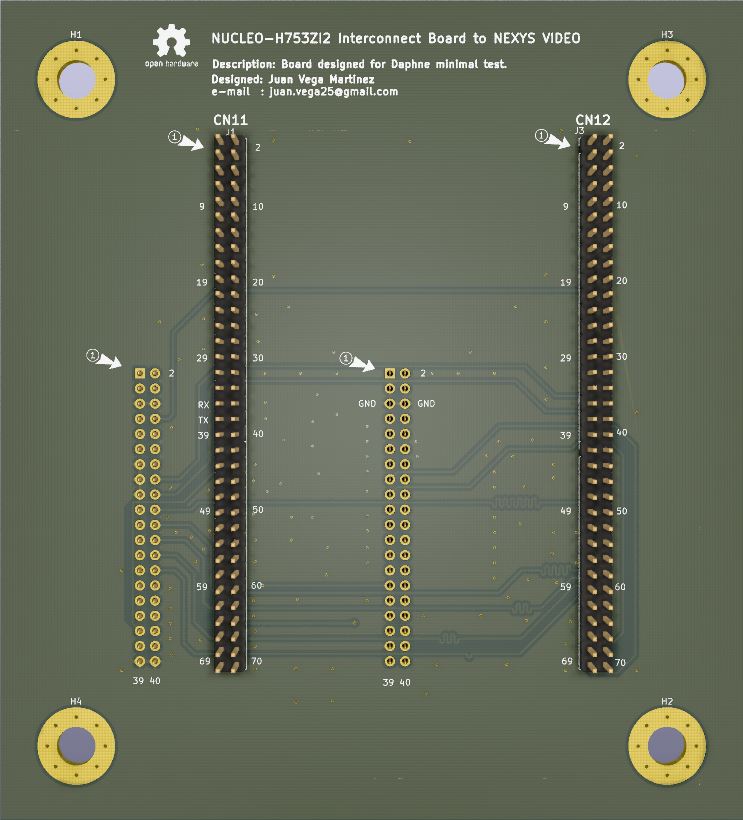 H1
H3
open hardware
NUCLEO-H753ZI2 Interconnect Board to NEXYS VIDEO
Description: Board designed for Daphne minimal test.
Designed: Juan Vega Martinez
e-mail : juan.vega25@gmail.com
CN11
CN12
J1
J3
1
2
1
2
9
10
9
10
19
20
19
20
29
30
29
30
1
2
1
2
RX
GND
GND
TX
39
40
39
40
49
50
49
50
59
60
59
60
69
70
69
70
39 40
39 40
H4
H2